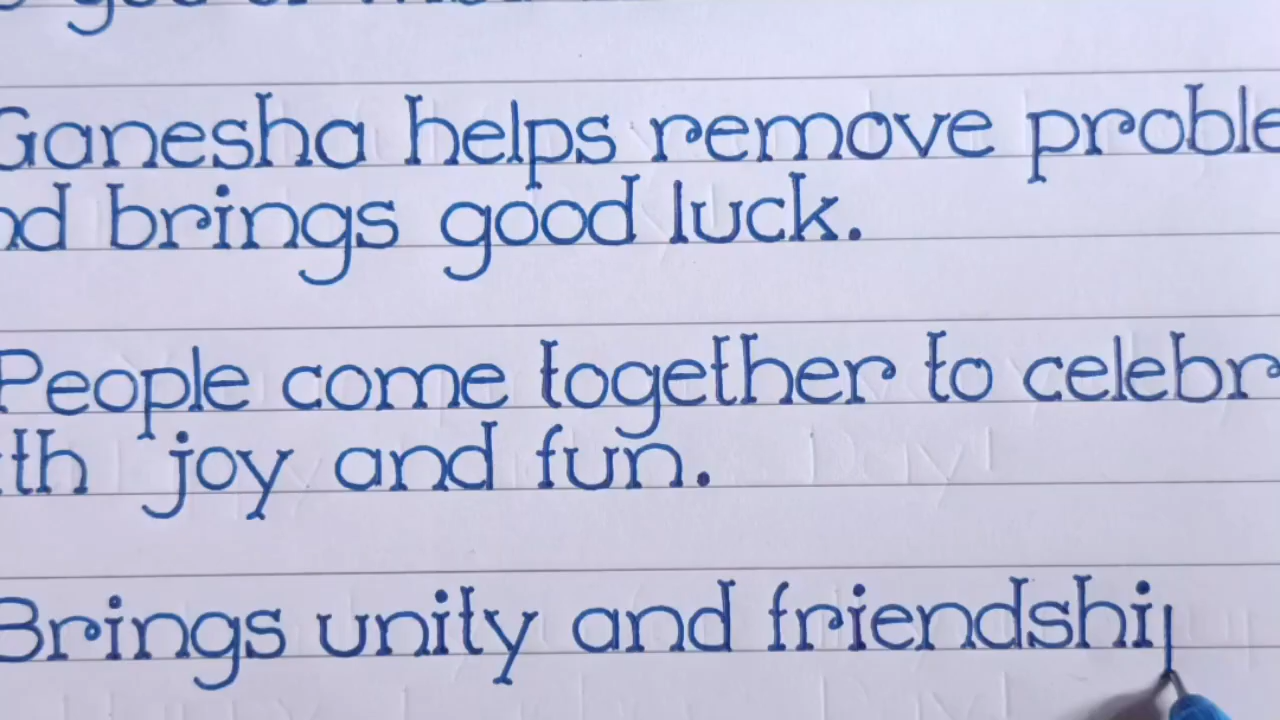 Ganesha helps remove proble
nd brings good luck.
People come together to celebr
th joy and fun.
Brings unity and friendshi